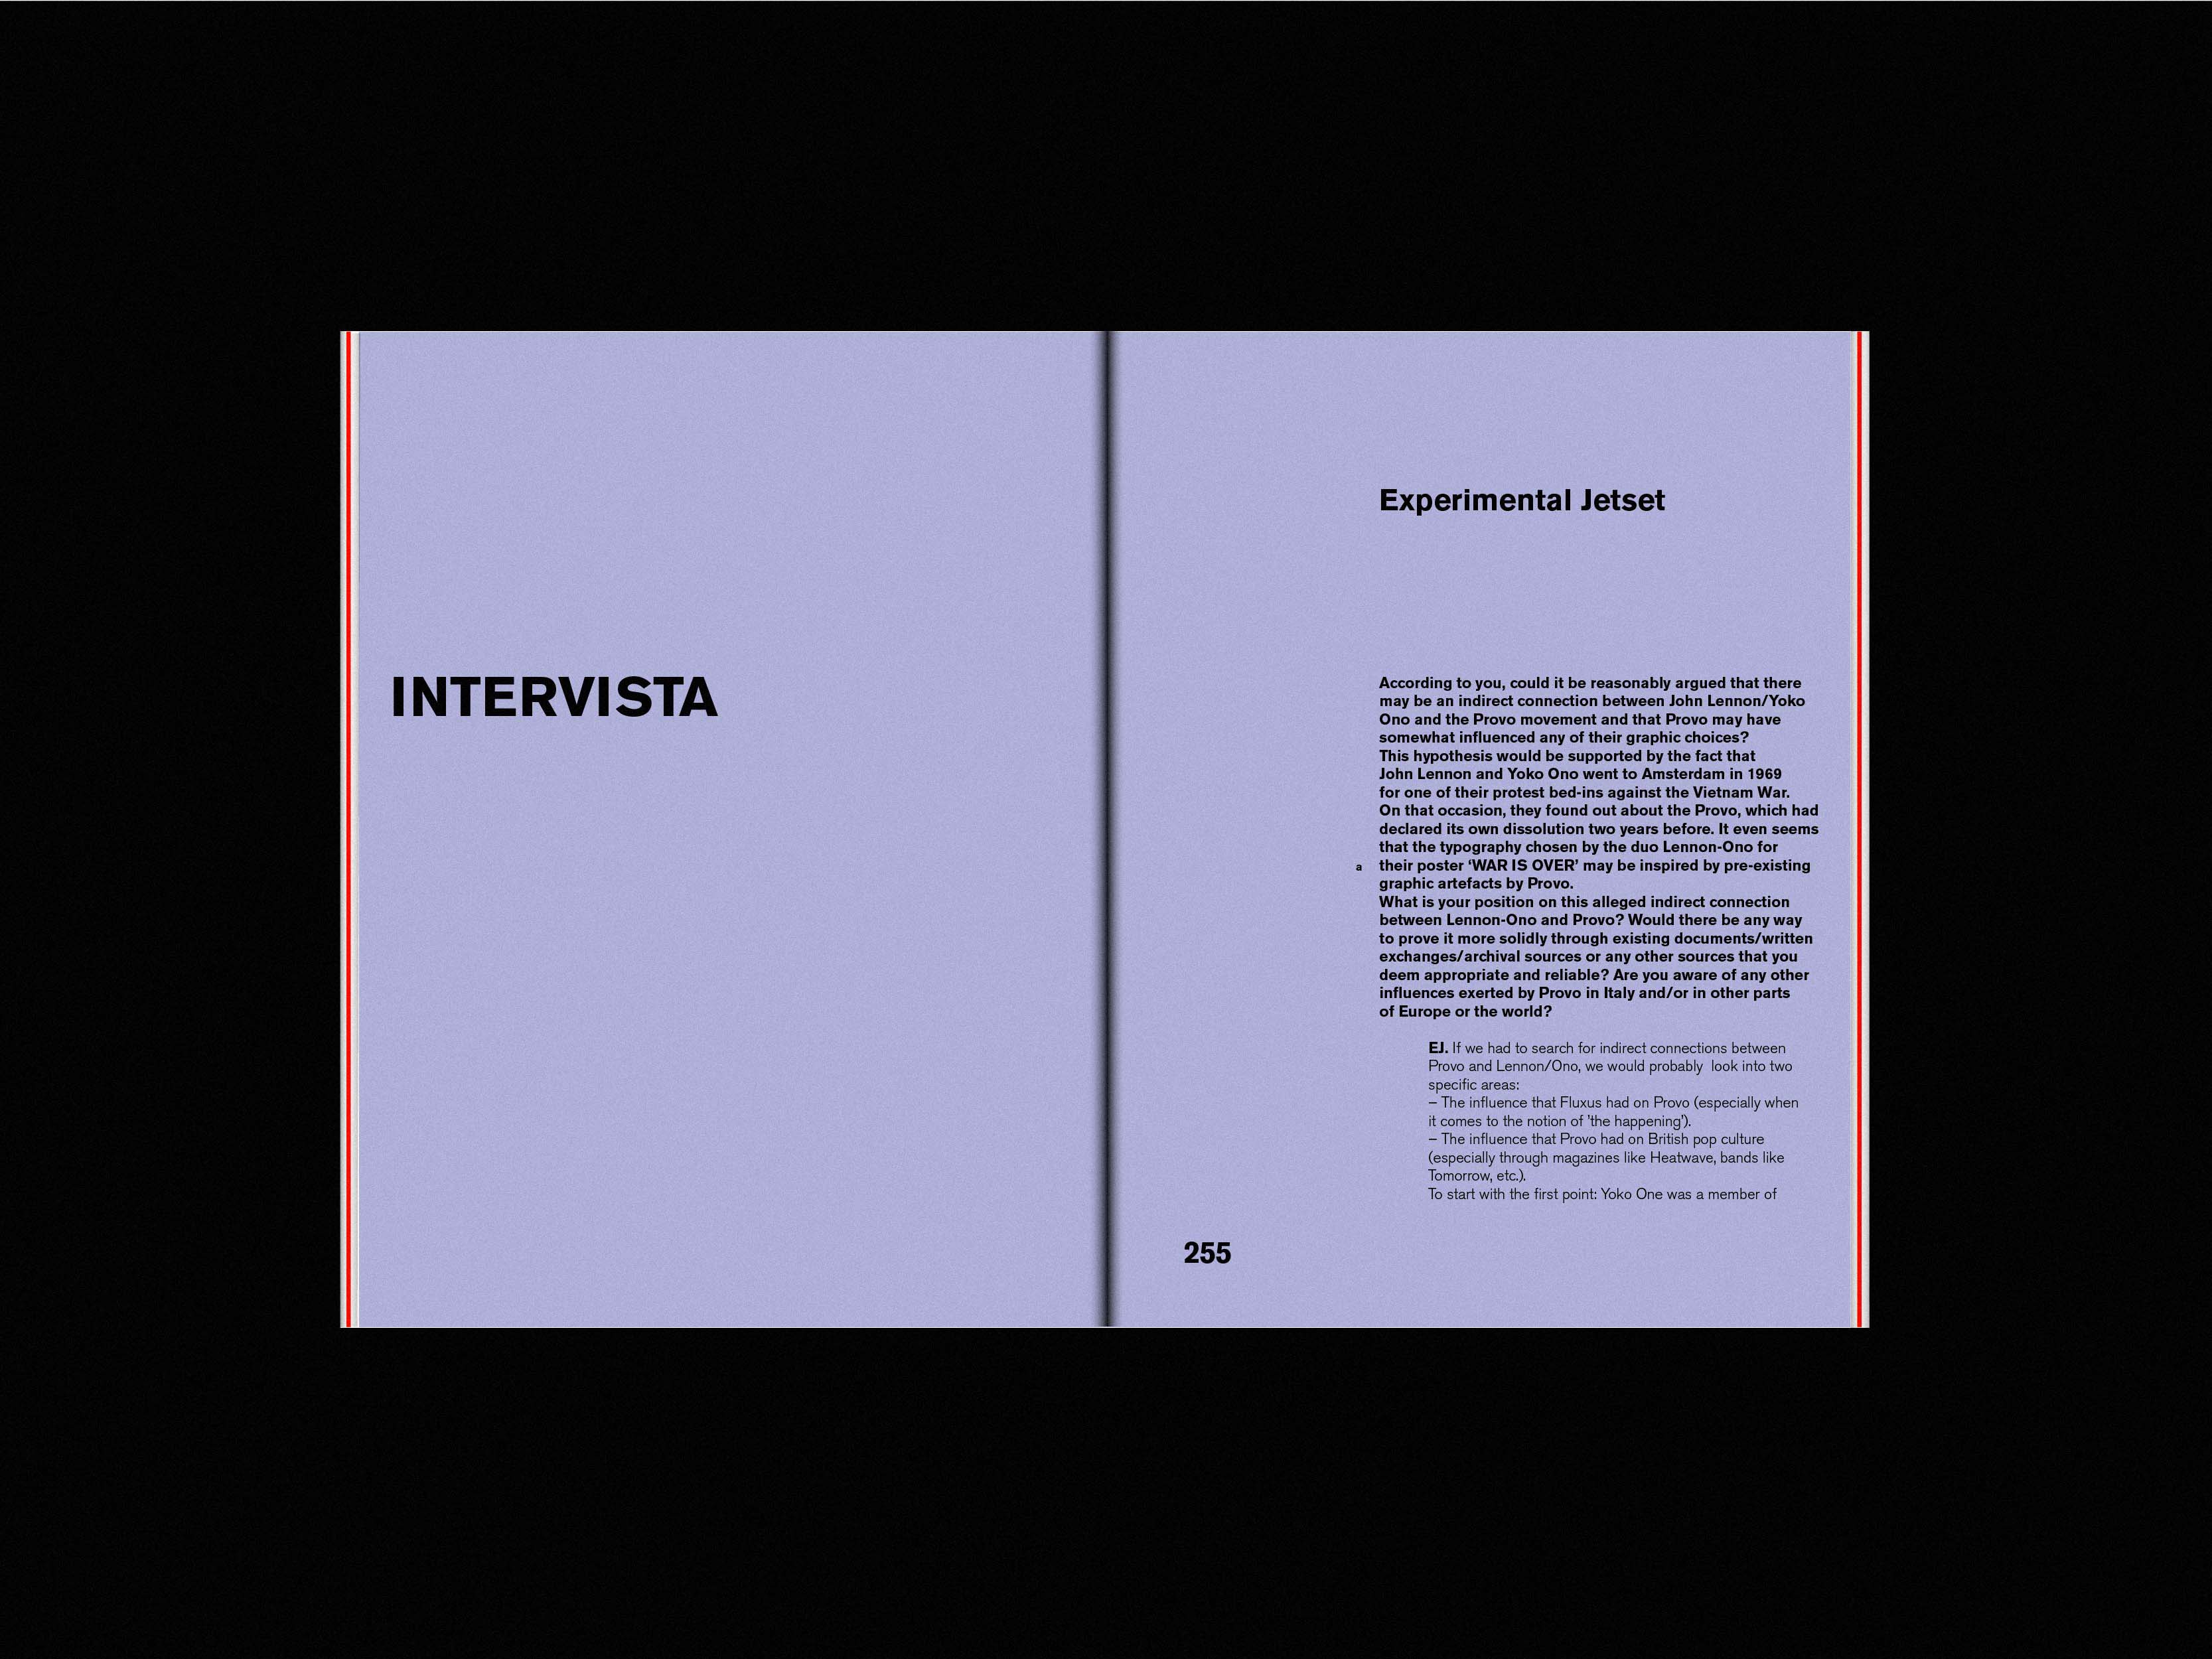 INTERVISTA
Experimental Jetset
According to you, could it be reasonably argued that there
may be an indirect connection between John Lennon/Yoko
Ono and the Provo movement and that Provo may have
somewhat influenced any of their graphic choices?
This hypothesis would be supported by the fact that
John Lennon and Yoko Ono went to Amsterdam in 1969
for one of their protest bed-ins against the Vietnam War.
On that occasion, they found out about the Provo, which had
declared its own dissolution two years before. It even seems
that the typography chosen by the duo Lennon-Ono for
a their poster ‘WAR IS OVER’ may be inspired by pre-existing
graphic artefacts by Provo.
What is your position on this alleged indirect connection
between Lennon-Ono and Provo? Would there be any way
to prove it more solidly through existing documents/written
exchanges/archival sources or any other sources that you
deem appropriate and reliable? Are you aware of any other
influences exerted by Provo in Italy and/or in other parts
of Europe or the world?
EJ. If we had to search for indirect connections between
Provo and Lennon/Ono, we would probably  look into two
specific areas:
– The influence that Fluxus had on Provo (especially when
it comes to the notion of 'the happening').
– The influence that Provo had on British pop culture
(especially through magazines like Heatwave, bands like
Tomorrow, etc.).
To start with the first point: Yoko One was a member of
255